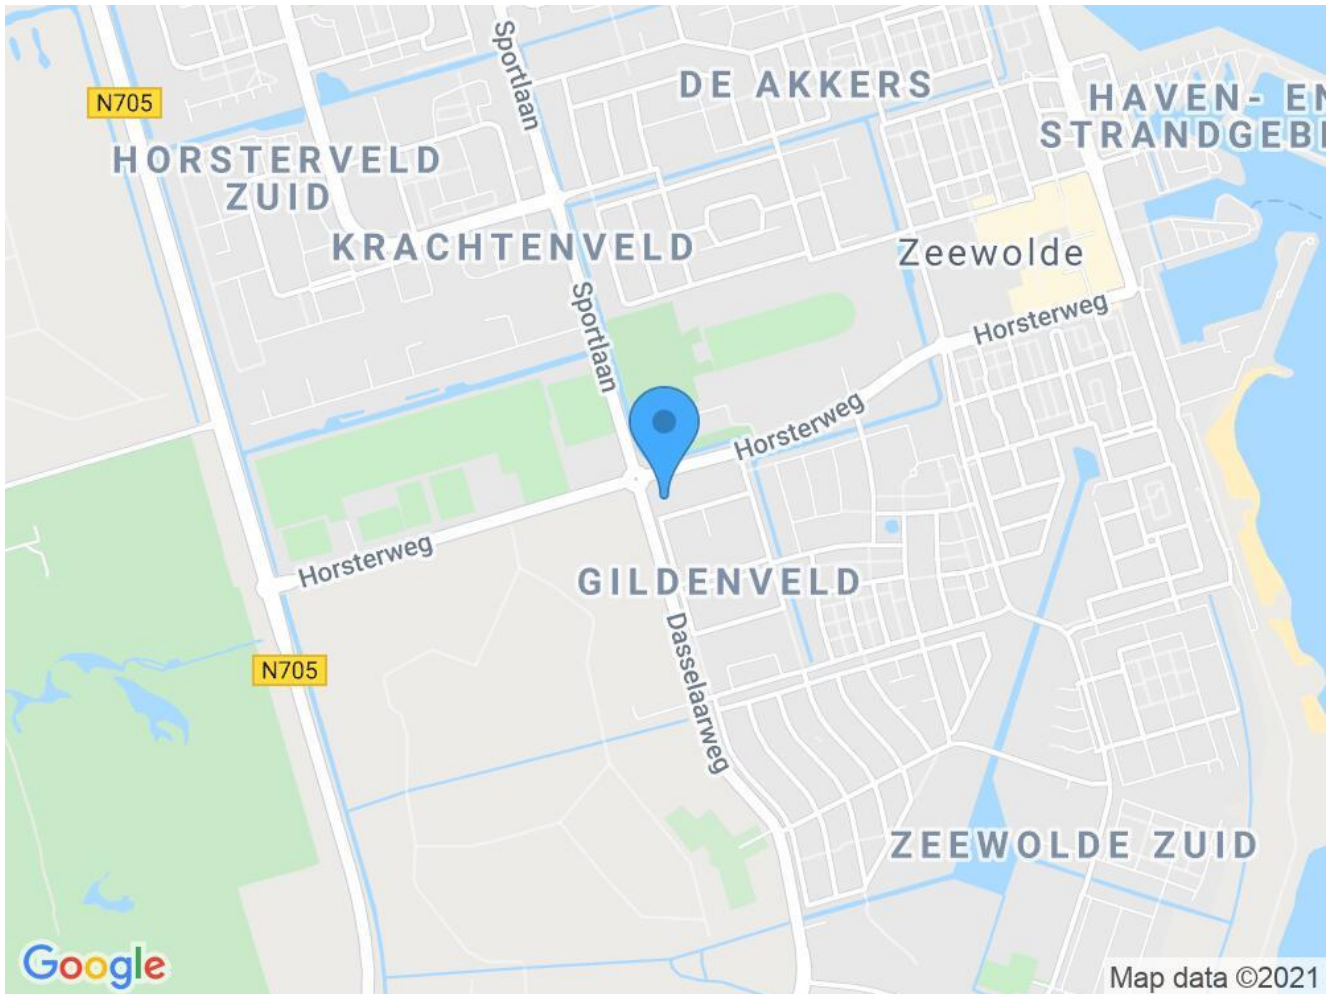 Sportlaan
DE AKKERS
N705
HAVEN- EN
STRANDGEBI
HORSTERVELD
ZUID
KRACHTENVELD
Zeewolde
Sportlaan
Horsterweg
Horsterweg
Horsterweg
GILDENVELD
N705
Dasselaarweg
ZEEWOLDE ZUID
Google
Map data ©2021